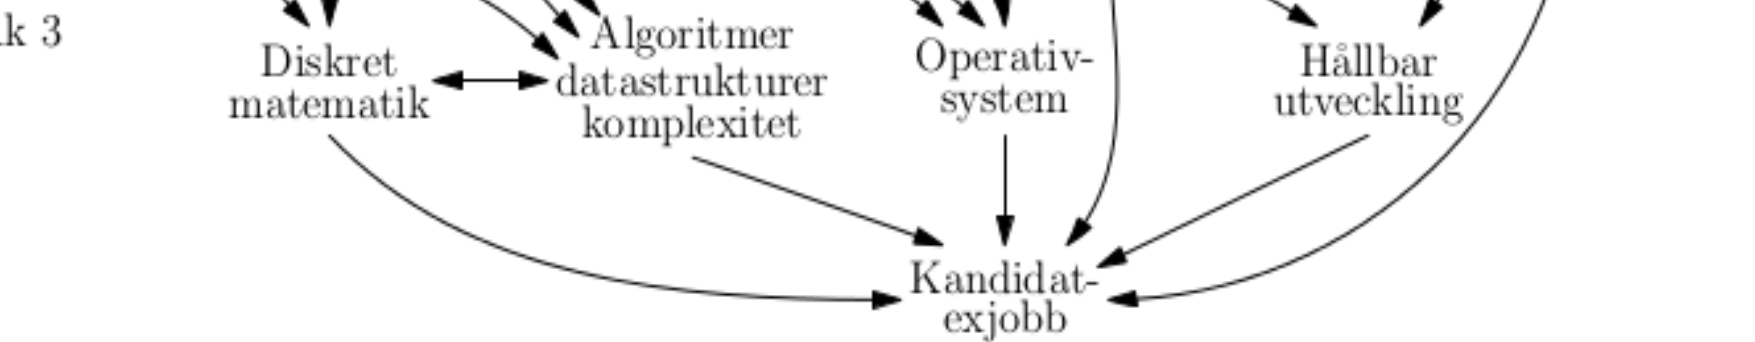 k 3
Diskret
matematik
Algoritmer
datastrukturer
komplexitet
Operativ-
system
Hållbar
utveckling
Kandidat-
exjobb